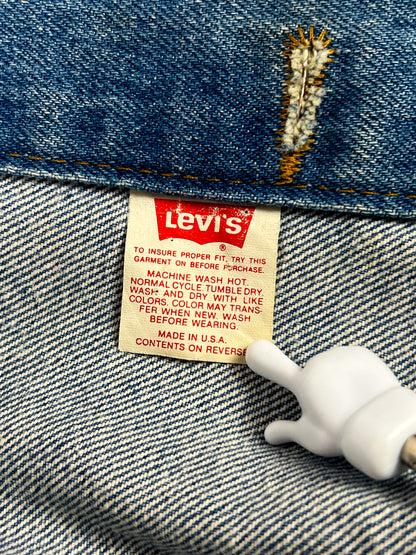 Levi's
TO INSURE PROPER FIT, TRY THIS
GARMENT ON BEFORE PURCHASE.
MACHINE WASH HOT.
NORMAL CYCLE. TUMBLE DRY.
WASH AND DRY WITH LIKE
COLORS. COLOR MAY TRANS-
FER WHEN NEW. WASH
BEFORE WEARING.
MADE IN U.S.A.
CONTENTS ON REVERSE